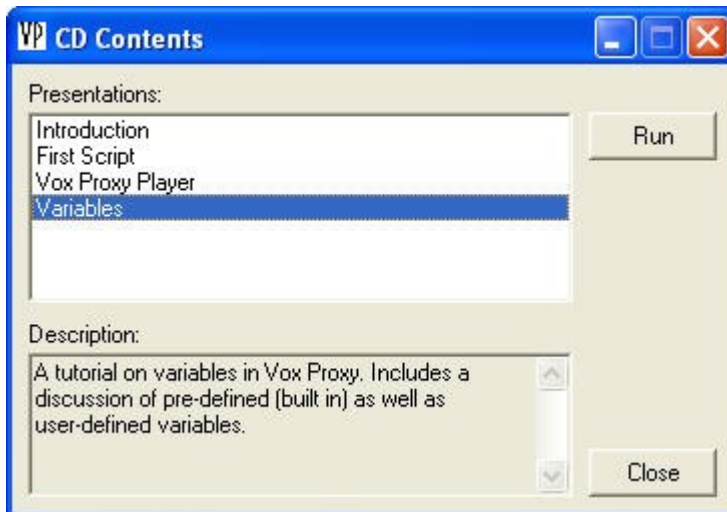 VP CD Contents
Presentations:
Introduction
First Script
Vox Proxy Player
Variables
Run
Description:
A tutorial on variables in Vox Proxy. Includes a
discussion of pre-defined (built in) as well as
user-defined variables.
Close